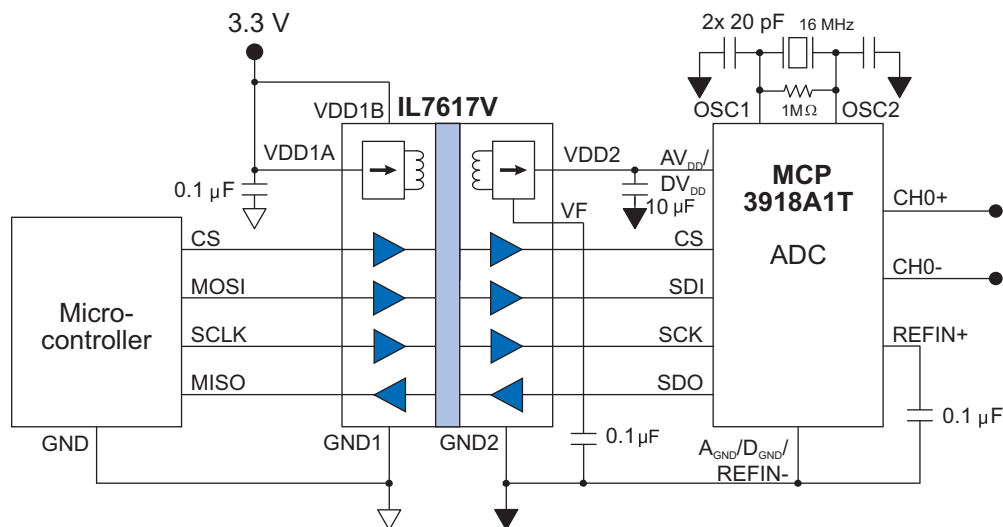 3.3 V
2x 20 pF
16 MHz
1MΩ
OSC1
OSC2
VDD1B
IL7617V
VDD1A
VDD2
AVDD/
DVDD
10 µF
0.1 µF
VF
MCP
3918A1T
ADC
CH0+
CH0-
REFIN+
0.1 µF
Micro-
controller
CS
MOSI
SCLK
MISO
CS
SDI
SCK
SDO
GND
GND1
GND2
0.1µF
AGND/DGND/
REFIN-